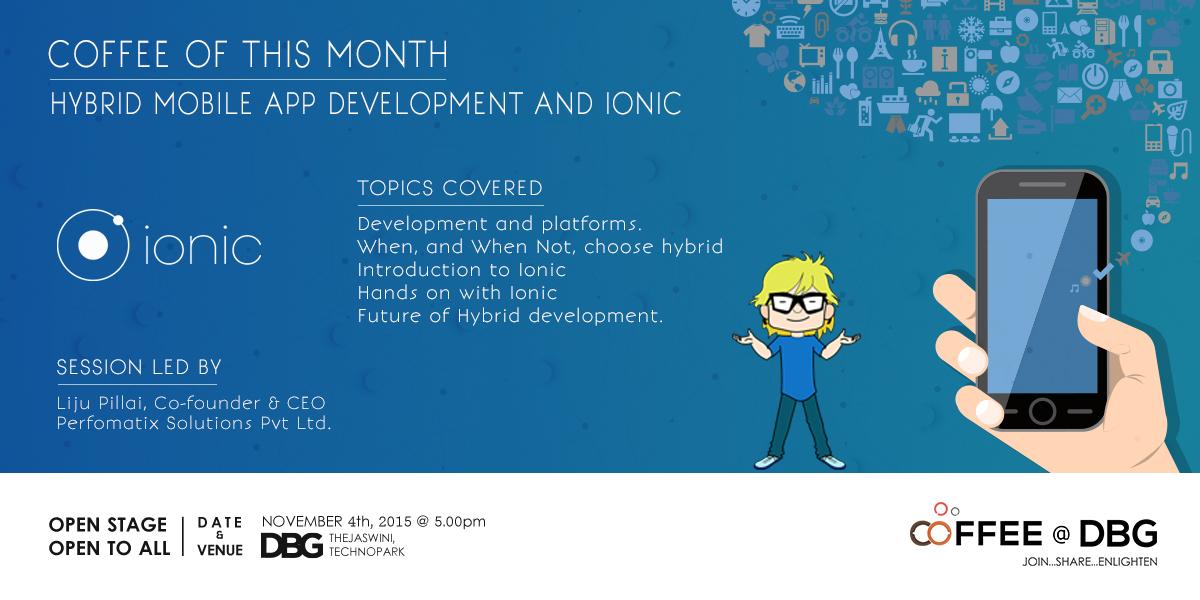 COFFEE OF THIS MONTH
HYBRID MOBILE APP DEVELOPMENT AND IONIC
ionic
TOPICS COVERED
Development and platforms.
When, and When Not, choose hybrid
Introduction to Ionic
Hands on with Ionic
Future of Hybrid development.
SESSION LED BY
Liju Pillai, Co-founder & CEO
Perfomatix Solutions Pvt Ltd.
OPEN STAGE
OPEN TO ALL
DATE
&
VENUE
NOVEMBER 4th, 2015 @ 5.00pm
DBG
THEJASWINI,
TECHNOPARK
COFFEE @ DBG
JOIN...SHARE...ENLIGHTEN